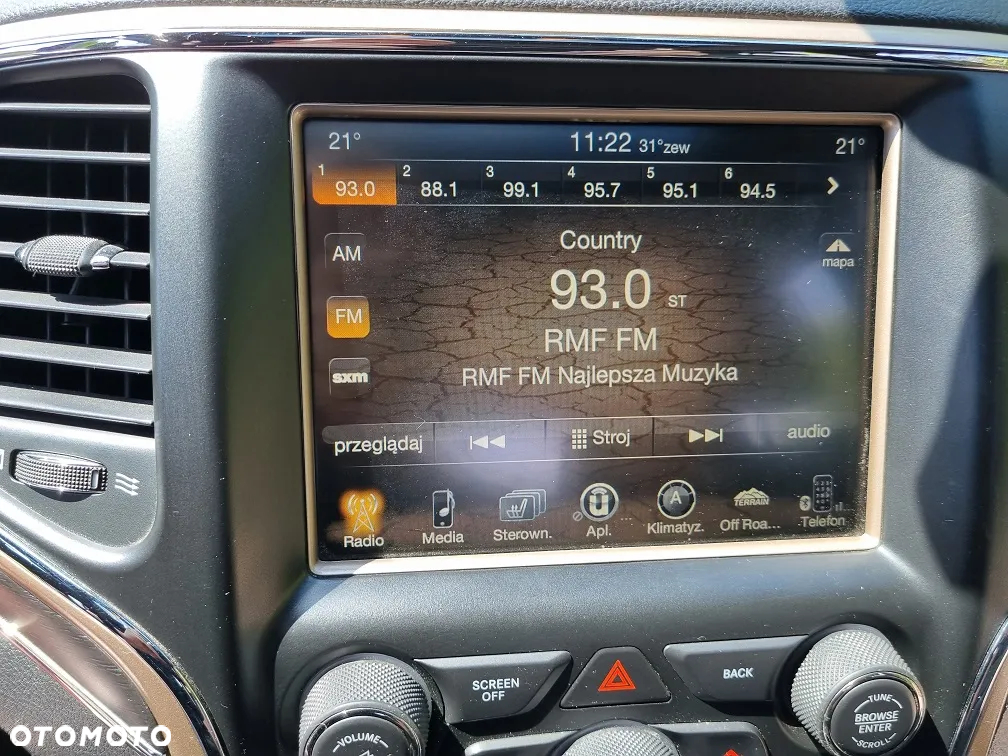 21° 11:22 31°zew 21°
1 93.0 2 88.1 3 99.1 4 95.7 5 95.1 6 94.5
Country
AM
mapa
93.0 ST
FM
RMF FM
sxm
RMF FM Najlepsza Muzyka
przeglądaj Stroj audio
A
TERRAIN
Radio Media Sterown. Apl. Klimatyz. Off Roa... Telefon
SCREEN
OFF
BACK
TUNE
BROWSE
ENTER
SCROLL
VOLUME
OTOMOTO